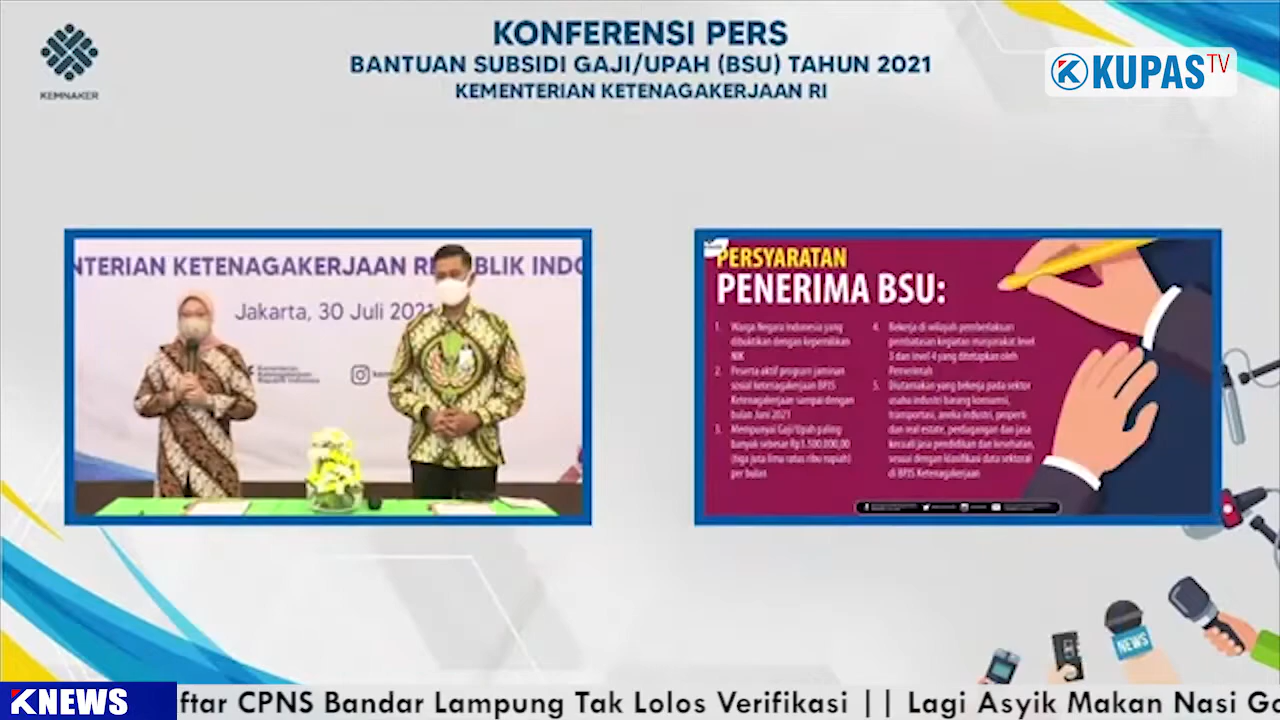 KONFERENSI PERS
BANTUAN SUBSIDI GAJI/UPAH (BSU) TAHUN 2021
KEMENTERIAN KETENAGAKERJAAN RI
KEMNAKER
KUPAS TV
NTERIAN KETENAGAKERJAAN REPUBLIK INDO
Jakarta, 30 Juli 2021
Kementerian
Ketenagakerjaan
Republik Indonesia
PERSYARATAN
PENERIMA BSU:
1. Warga Negara Indonesia yang
dibuktikan dengan kepemilikan
NIK
2. Peserta aktif program jaminan
sosial ketenagakerjaan BPJS
Ketenagakerjaan sampai dengan
bulan Juni 2021
3. Mempunyai Gaji/Upah paling
banyak sebesar Rp3.500.000,00
(tiga juta lima ratus ribu rupiah)
per bulan
4. Bekerja di wilayah pemberlakuan
pembatasan kegiatan masyarakat level
3 dan level 4 yang ditetapkan oleh
Pemerintah
5. Diutamakan yang bekerja pada sektor
usaha industri barang konsumsi,
transportasi, aneka industri, properti
dan real estate, perdagangan dan jasa
kecuali jasa pendidikan dan kesehatan,
sesuai dengan klasifikasi data sektoral
di BPJS Ketenagakerjaan
NEWS
KNEWS
ftar CPNS Bandar Lampung Tak Lolos Verifikasi || Lagi Asyik Makan Nasi Go